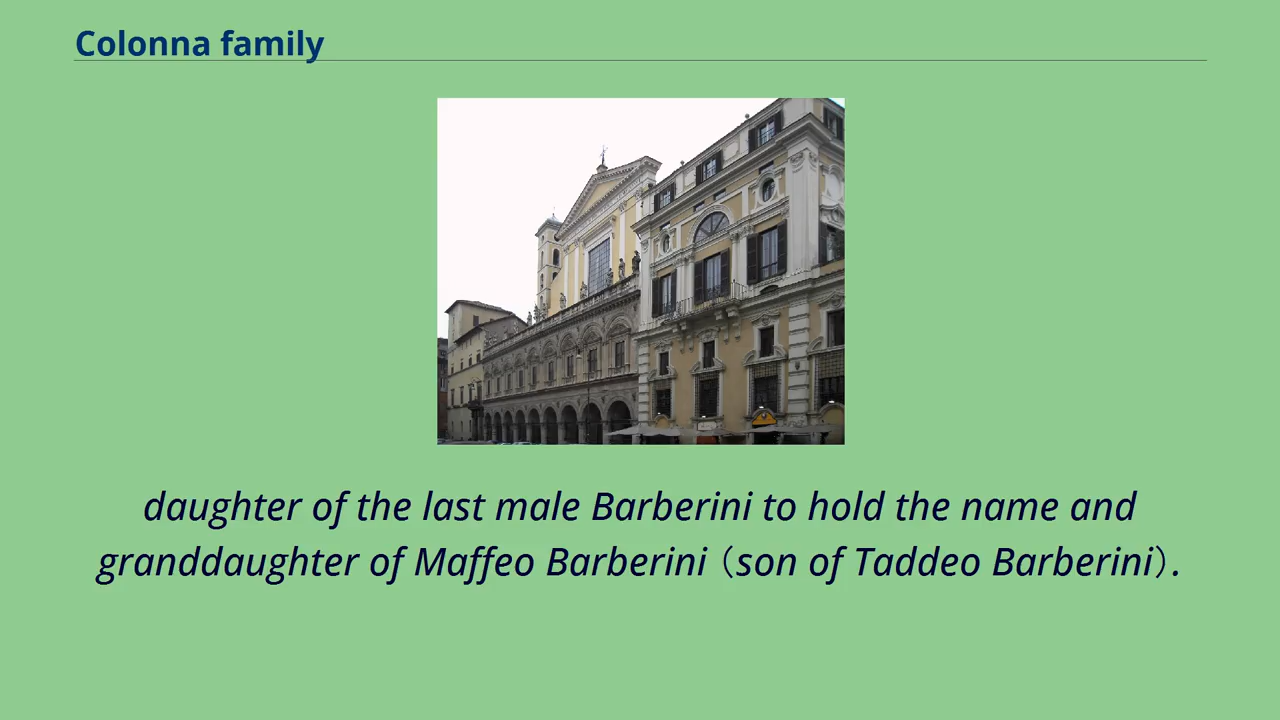 Colonna family
daughter of the last male Barberini to hold the name and
granddaughter of Maffeo Barberini（son of Taddeo Barberini）.